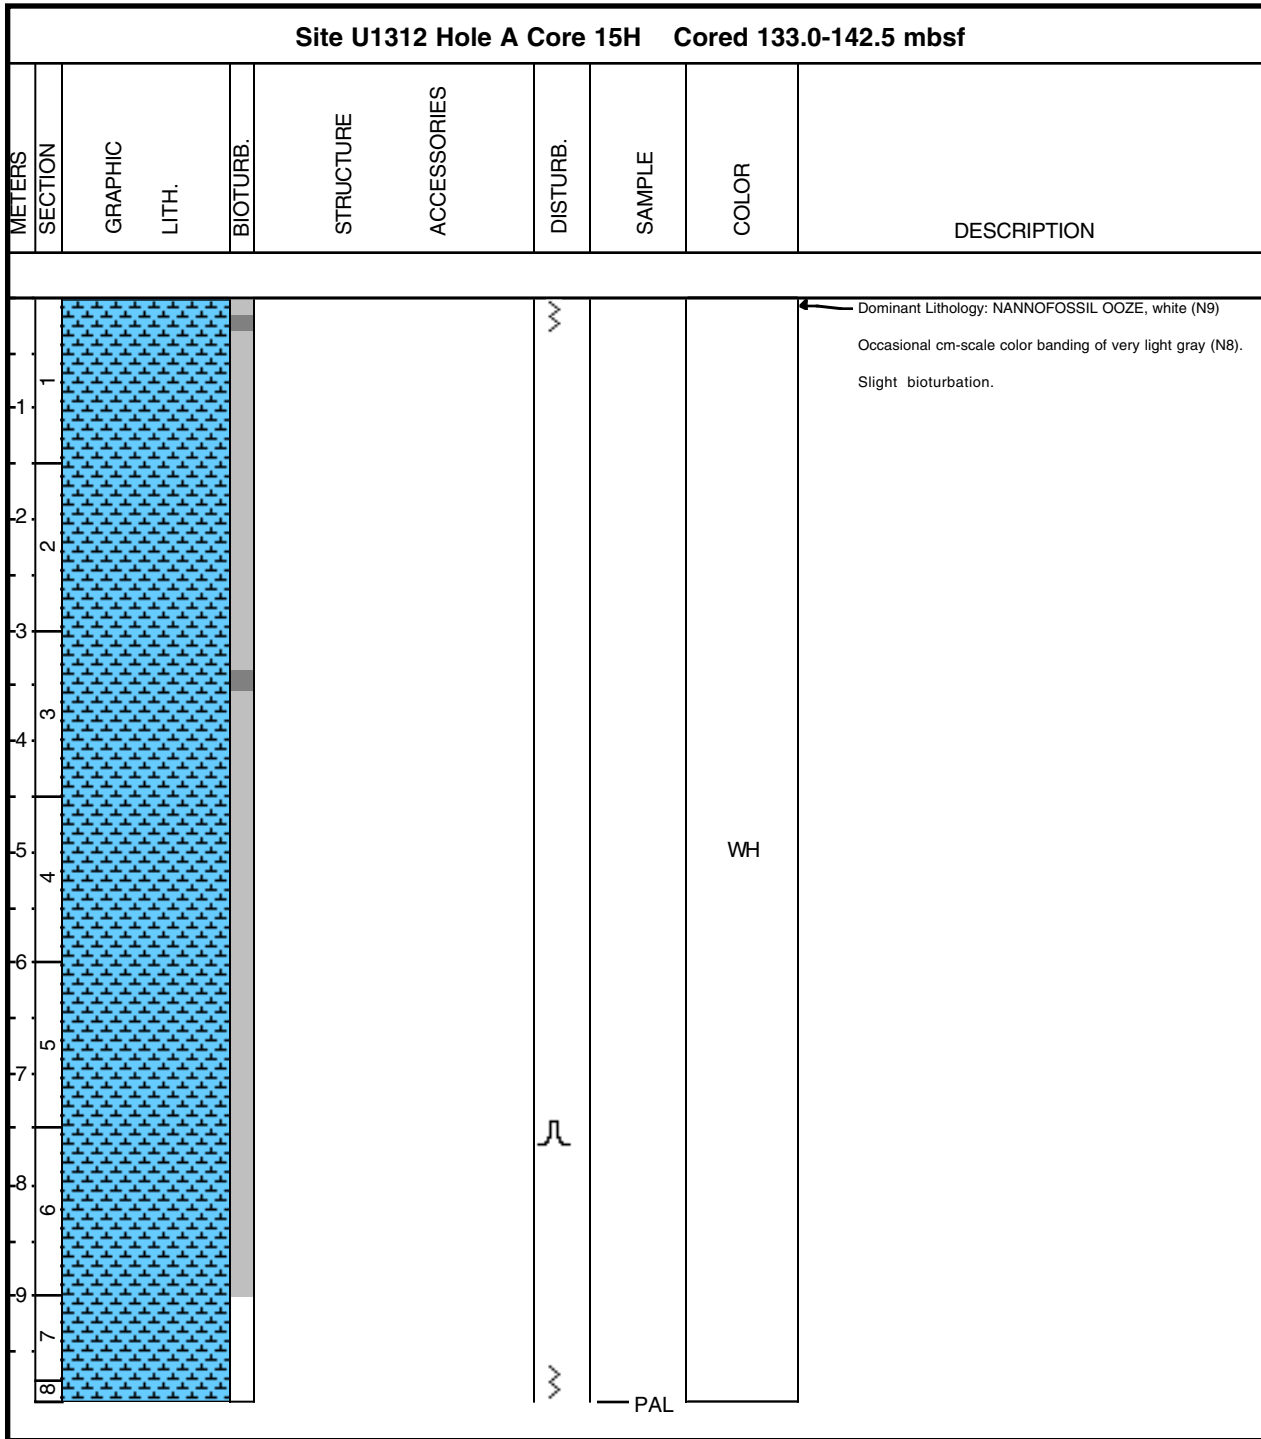 Site U1312 Hole A Core 15H Cored 133.0-142.5 mbsf
METERS
SECTION
GRAPHIC
LITH.
BIOTURB.
STRUCTURE
ACCESSORIES
DISTURB.
SAMPLE
COLOR
DESCRIPTION
Dominant Lithology: NANNOFOSSIL OOZE, white (N9)
Occasional cm-scale color banding of very light gray (N8).
Slight bioturbation.
1
1
2
2
3
3
4
5
WH
4
6
5
7
8
6
9
7
8
PAL